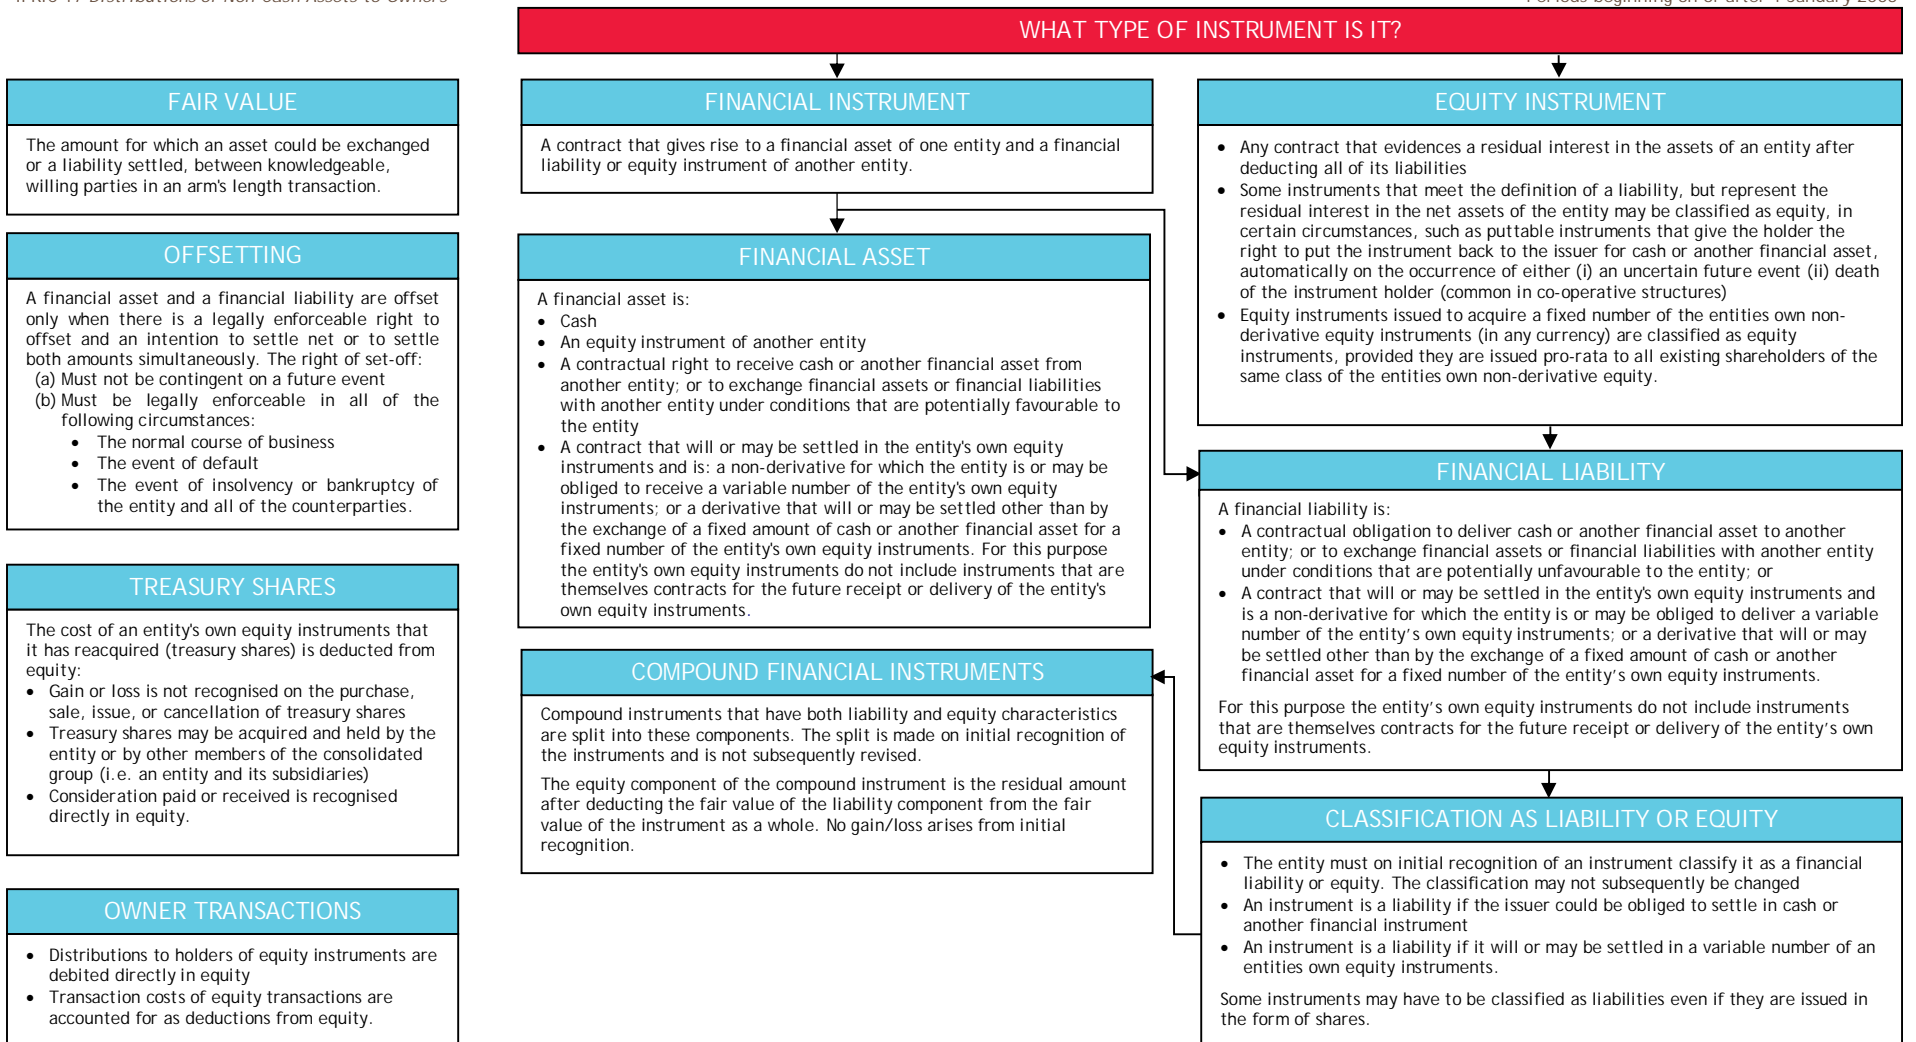 WHAT TYPE OF INSTRUMENT IS IT?
FAIR VALUE
The amount for which an asset could be exchanged
or a liability settled, between knowledgeable,
willing parties in an arm's length transaction.
OFFSETTING
A financial asset and a financial liability are offset
only when there is a legally enforceable right to
offset and an intention to settle net or to settle
both amounts simultaneously. The right of set-off:
(a) Must not be contingent on a future event
(b) Must be legally enforceable in all of the
following circumstances:
• The normal course of business
• The event of default
• The event of insolvency or bankruptcy of
the entity and all of the counterparties.
TREASURY SHARES
The cost of an entity's own equity instruments that
it has reacquired (treasury shares) is deducted from
equity:
• Gain or loss is not recognised on the purchase,
sale, issue, or cancellation of treasury shares
• Treasury shares may be acquired and held by the
entity or by other members of the consolidated
group (i.e. an entity and its subsidiaries)
• Consideration paid or received is recognised
directly in equity.
OWNER TRANSACTIONS
• Distributions to holders of equity instruments are
debited directly in equity
• Transaction costs of equity transactions are
accounted for as deductions from equity.
FINANCIAL INSTRUMENT
A contract that gives rise to a financial asset of one entity and a financial
liability or equity instrument of another entity.
FINANCIAL ASSET
A financial asset is:
• Cash
• An equity instrument of another entity
• A contractual right to receive cash or another financial asset from
another entity; or to exchange financial assets or financial liabilities
with another entity under conditions that are potentially favourable to
the entity
• A contract that will or may be settled in the entity's own equity
instruments and is: a non-derivative for which the entity is or may be
obliged to receive a variable number of the entity's own equity
instruments; or a derivative that will or may be settled other than by
the exchange of a fixed amount of cash or another financial asset for a
fixed number of the entity's own equity instruments. For this purpose
the entity's own equity instruments do not include instruments that are
themselves contracts for the future receipt or delivery of the entity's
own equity instruments.
COMPOUND FINANCIAL INSTRUMENTS
Compound instruments that have both liability and equity characteristics
are split into these components. The split is made on initial recognition of
the instruments and is not subsequently revised.
The equity component of the compound instrument is the residual amount
after deducting the fair value of the liability component from the fair
value of the instrument as a whole. No gain/loss arises from initial
recognition.
EQUITY INSTRUMENT
• Any contract that evidences a residual interest in the assets of an entity after
deducting all of its liabilities
• Some instruments that meet the definition of a liability, but represent the
residual interest in the net assets of the entity may be classified as equity, in
certain circumstances, such as puttable instruments that give the holder the
right to put the instrument back to the issuer for cash or another financial asset,
automatically on the occurrence of either (i) an uncertain future event (ii) death
of the instrument holder (common in co-operative structures)
• Equity instruments issued to acquire a fixed number of the entities own non-
derivative equity instruments (in any currency) are classified as equity
instruments, provided they are issued pro-rata to all existing shareholders of the
same class of the entities own non-derivative equity.
FINANCIAL LIABILITY
A financial liability is:
• A contractual obligation to deliver cash or another financial asset to another
entity; or to exchange financial assets or financial liabilities with another entity
under conditions that are potentially unfavourable to the entity; or
• A contract that will or may be settled in the entity's own equity instruments and
is a non-derivative for which the entity is or may be obliged to deliver a variable
number of the entity’s own equity instruments; or a derivative that will or may
be settled other than by the exchange of a fixed amount of cash or another
financial asset for a fixed number of the entity’s own equity instruments.
For this purpose the entity’s own equity instruments do not include instruments
that are themselves contracts for the future receipt or delivery of the entity’s own
equity instruments.
CLASSIFICATION AS LIABILITY OR EQUITY
• The entity must on initial recognition of an instrument classify it as a financial
liability or equity. The classification may not subsequently be changed
• An instrument is a liability if the issuer could be obliged to settle in cash or
another financial instrument
• An instrument is a liability if it will or may be settled in a variable number of an
entities own equity instruments.
Some instruments may have to be classified as liabilities even if they are issued in
the form of shares.